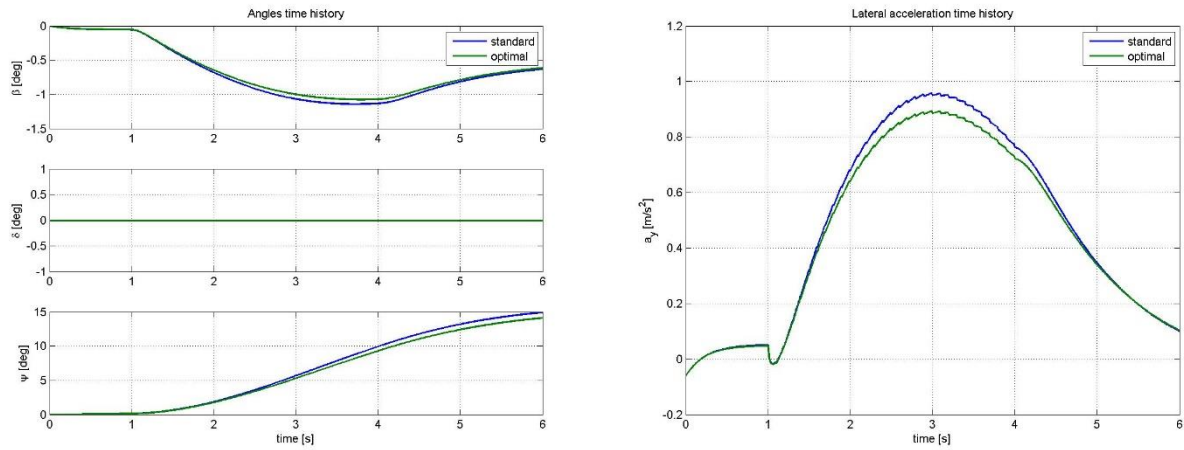 Angles time history
0
-0.5
-1
-1.5
β [deg]
standard
optimal
0 1 2 3 4 5 6
1
0.5
0
-0.5
-1
δ [deg]
0 1 2 3 4 5 6
15
10
5
0
Ψ [deg]
0 1 2 3 4 5 6
time [s]
Lateral acceleration time history
1.2
1
0.8
0.6
0.4
0.2
0
-0.2
a_y [m/s²]
standard
optimal
0 1 2 3 4 5 6
time [s]